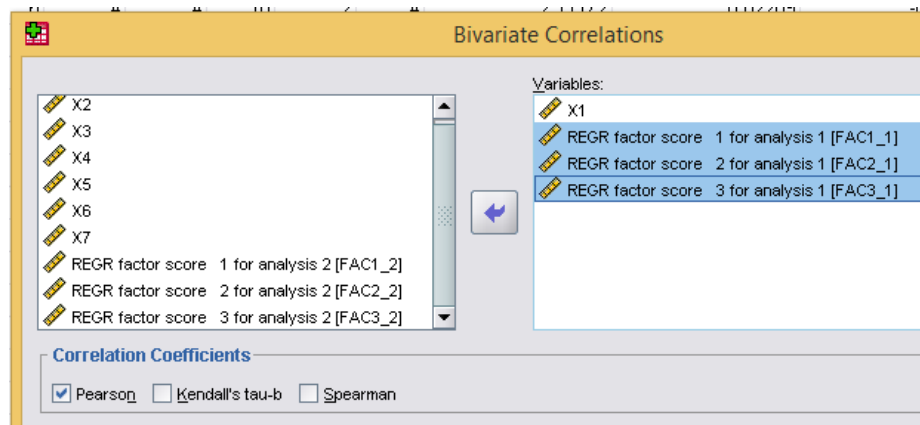 Bivariate Correlations
Variables:
X2
X3
X4
X5
X6
X7
REGR factor score 1 for analysis 2 [FAC1_2]
REGR factor score 2 for analysis 2 [FAC2_2]
REGR factor score 3 for analysis 2 [FAC3_2]
X1
REGR factor score 1 for analysis 1 [FAC1_1]
REGR factor score 2 for analysis 1 [FAC2_1]
REGR factor score 3 for analysis 1 [FAC3_1]
Correlation Coefficients
Pearson Kendall's tau-b Spearman